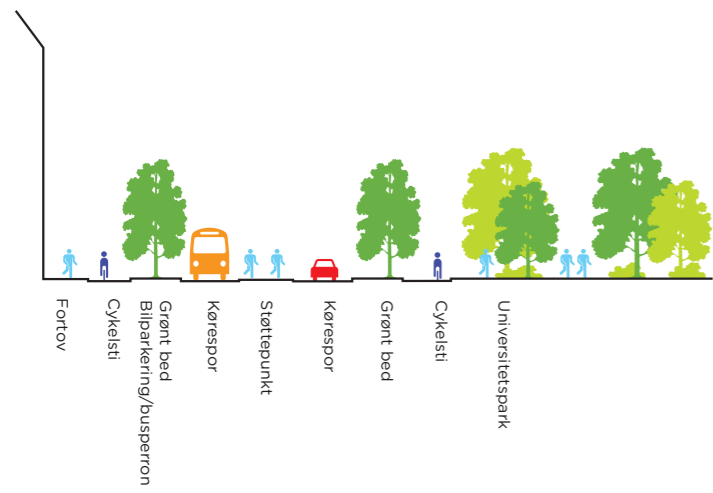 Fortov
Cykelsti
Grønt bed
Bilparkering/busperron
Kørespor
Støttepunkt
Kørespor
Grønt bed
Cykelsti
Universitetspark